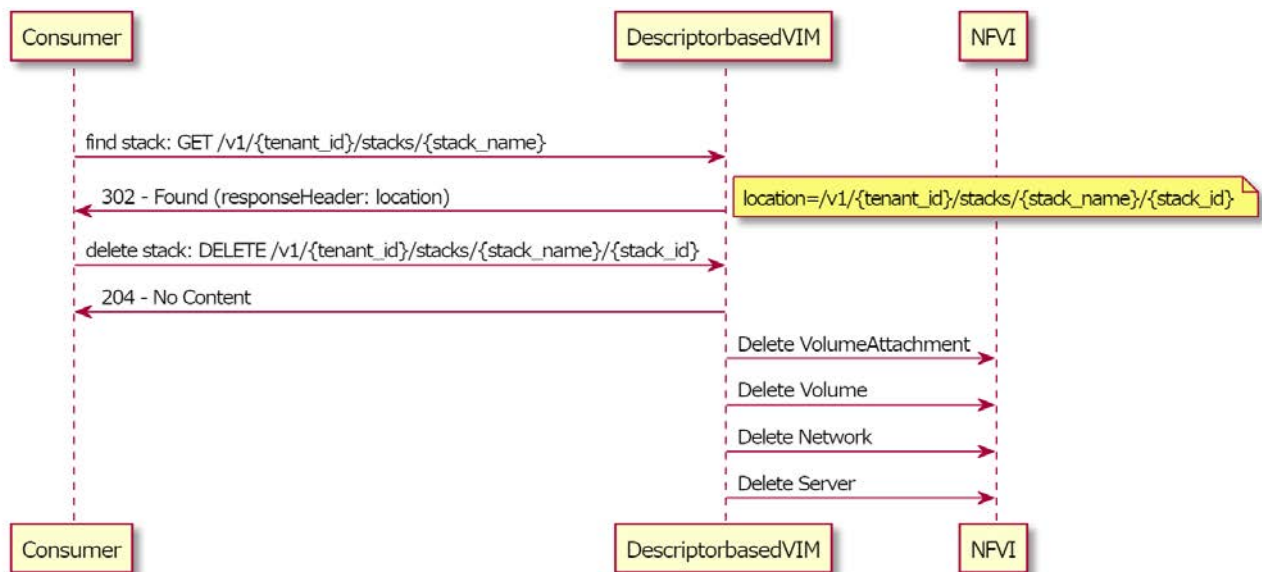 Consumer
DescriptorbasedVIM
NFVI
find stack: GET /v1/{tenant_id}/stacks/{stack_name}
302 - Found (responseHeader: location)
location=/v1/{tenant_id}/stacks/{stack_name}/{stack_id}
delete stack: DELETE /v1/{tenant_id}/stacks/{stack_name}/{stack_id}
204 - No Content
Delete VolumeAttachment
Delete Volume
Delete Network
Delete Server
Consumer
DescriptorbasedVIM
NFVI